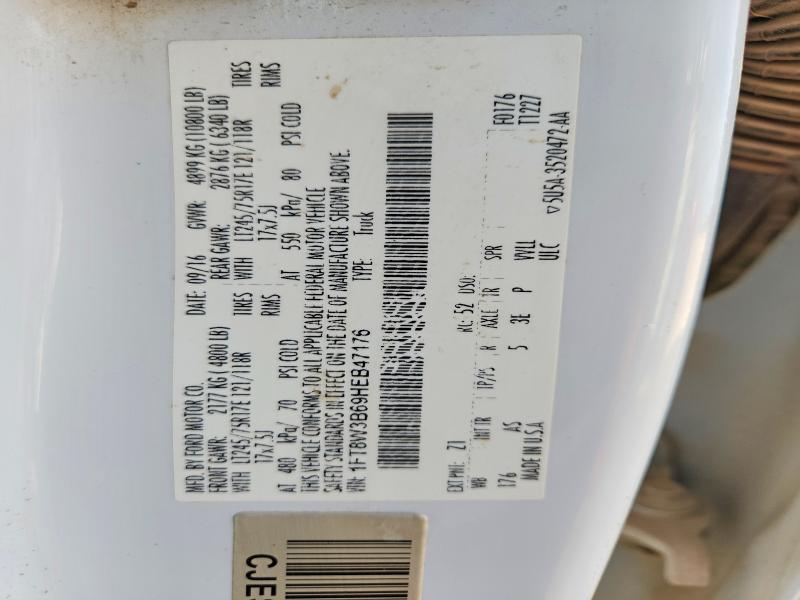 MFD. BY FORD MOTOR CO.
DATE: 09/16 GVWR: 4899 KG (10800 LB)
FRONT GAWR: 2177 KG (4800 LB)
REAR GAWR: 2876 KG (6340 LB)
WITH LT245/75R17E 121/118R TIRES
WITH LT245/75R17E 121/118R TIRES
17x7.5J RIMS
17x7.5J RIMS
AT 480 kPa/ 70 PSI COLD
AT 550 kPa/ 80 PSI COLD
THIS VEHICLE CONFORMS TO ALL APPLICABLE FEDERAL MOTOR VEHICLE
SAFETY STANDARDS IN EFFECT ON THE DATE OF MANUFACTURE SHOWN ABOVE.
VIN: 1FT8W3B69HEB47176
TYPE: Truck
F0176
T1227
EXT PNT: Z1 RC: 52 DSO:
WB INT TR TP/PS R AXLE TR SPR
176 AS 5 3E P VVLL
MADE IN U.S.A. ULC
▽5U5A-3520472-AA
CJE